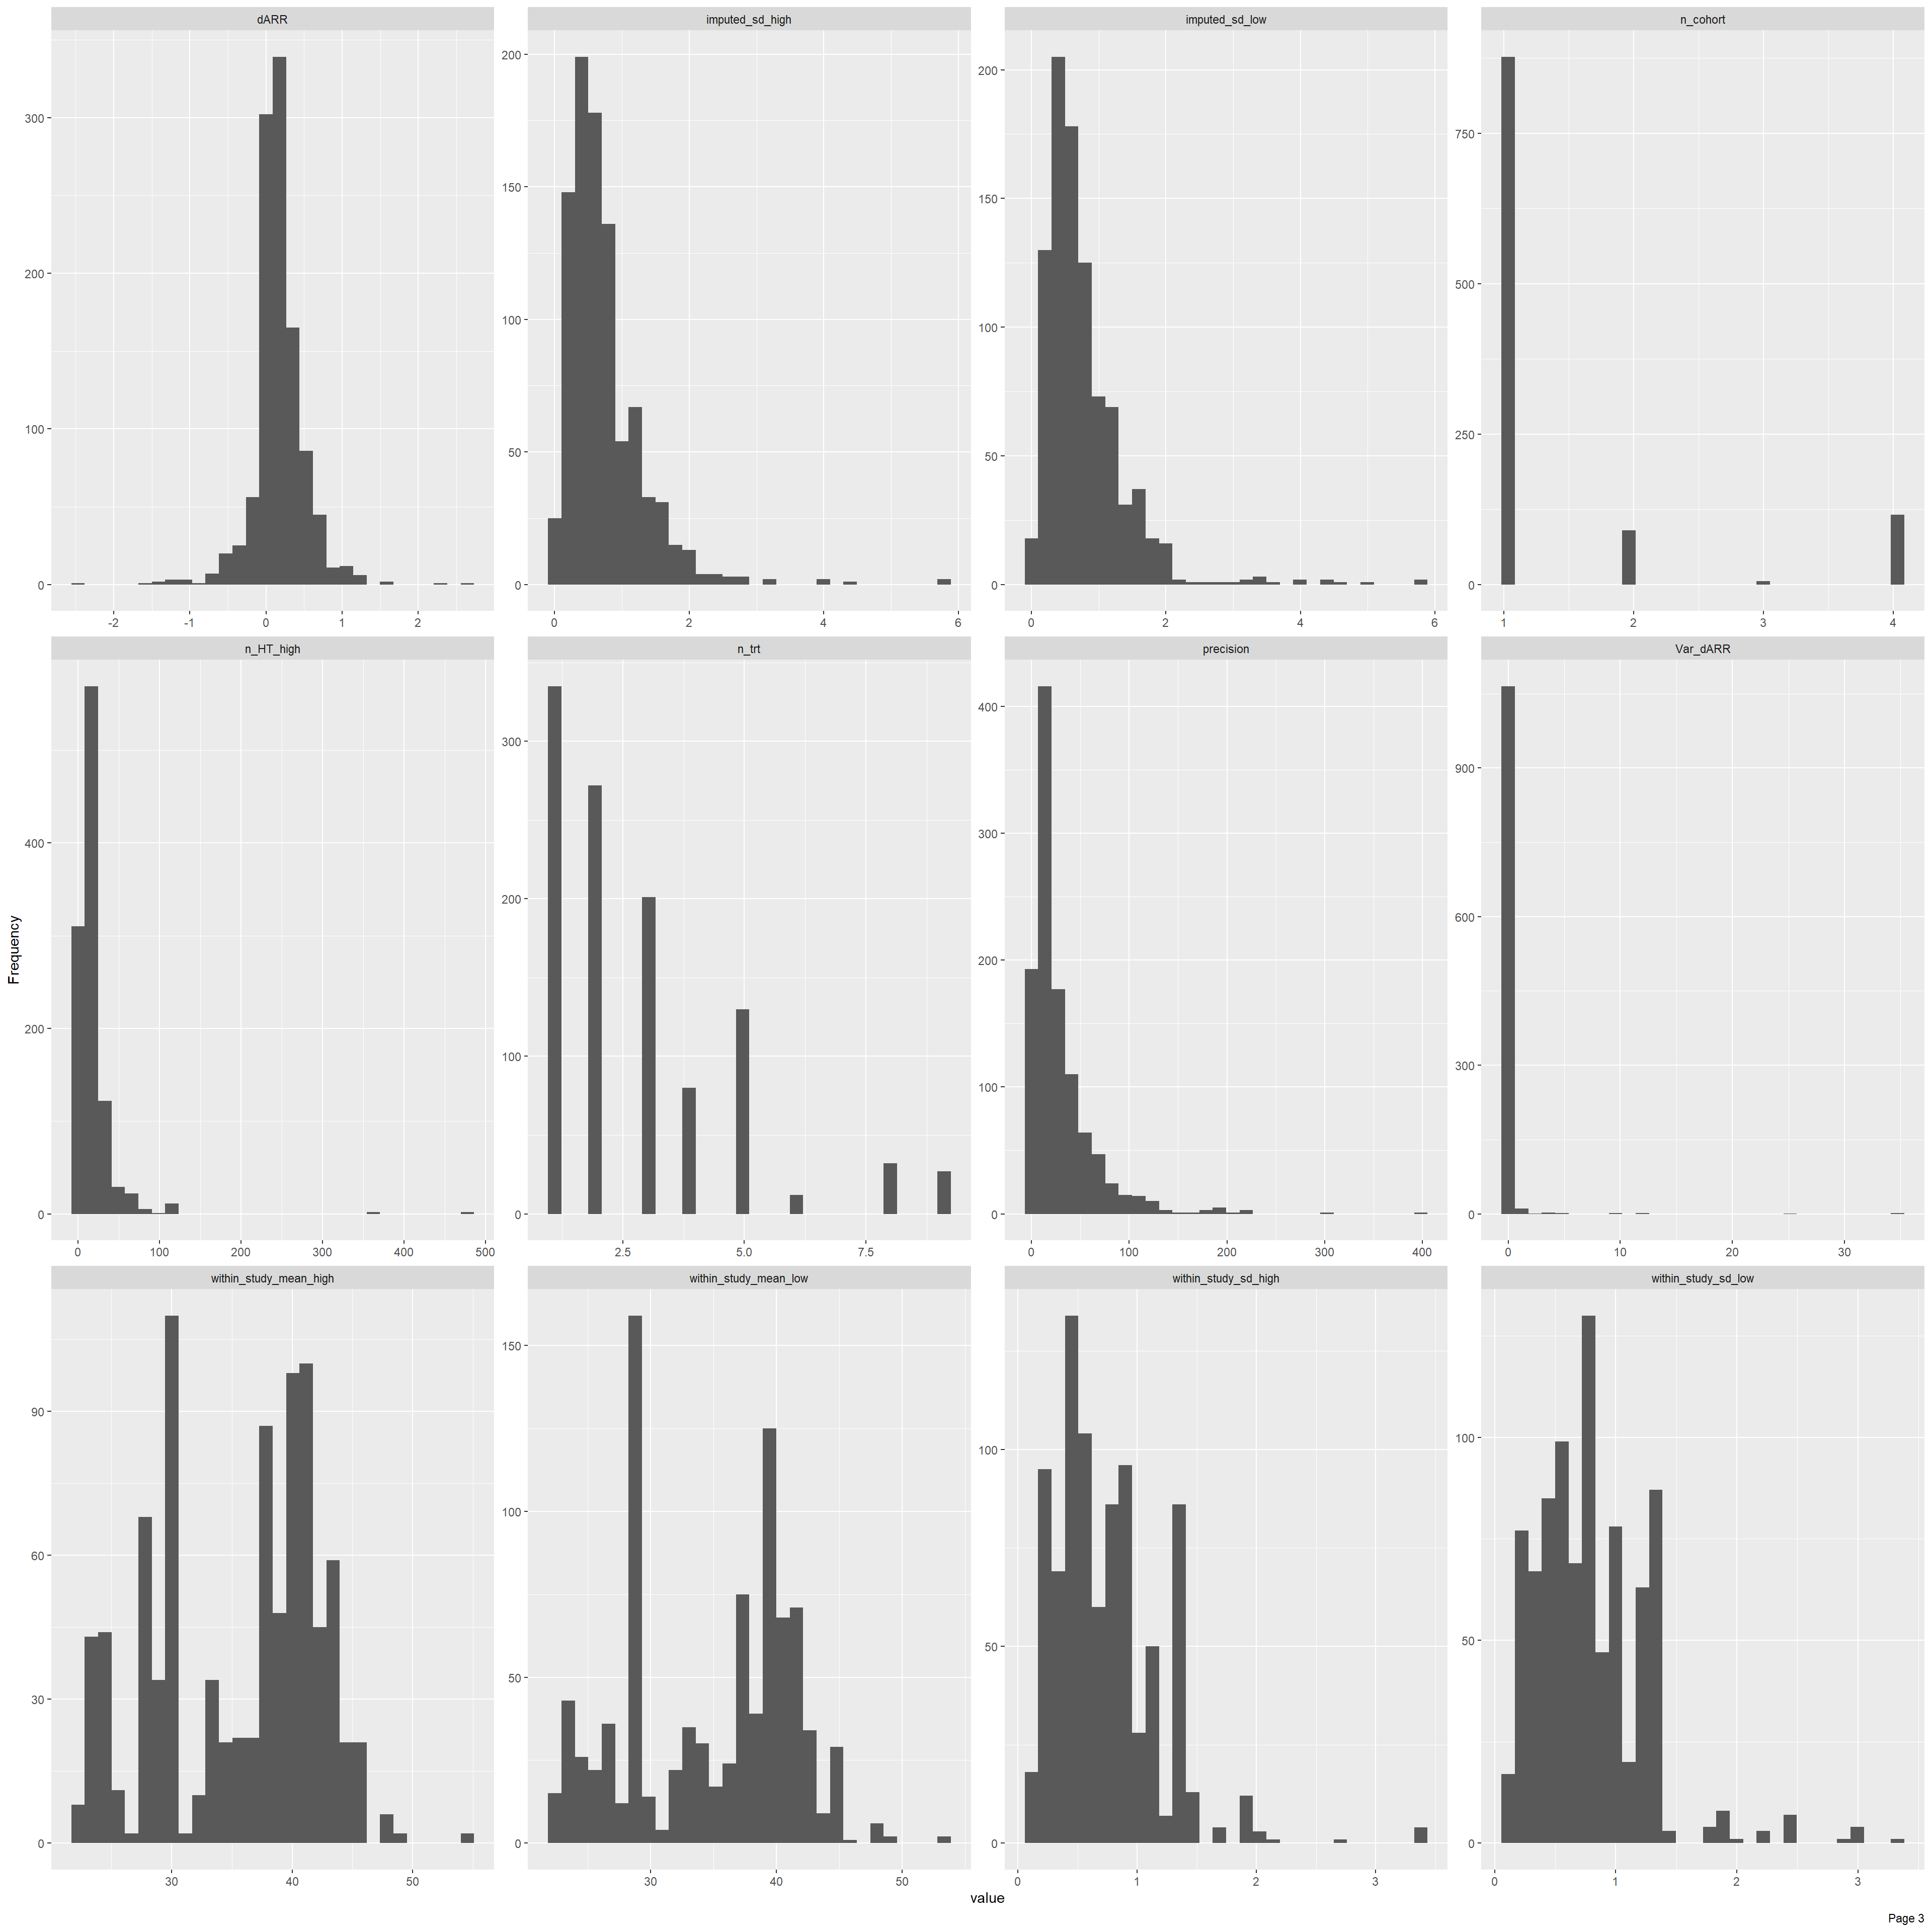 dARR imputed_sd_high imputed_sd_low n_cohort
300
200
100
0
-2 -1 0 1 2
200
150
100
50
0
0 2 4 6
200
150
100
50
0
0 2 4 6
750
500
250
0
1 2 3 4
n_HT_high n_trt precision Var_dARR
Frequency
400
200
0
0 100 200 300 400 500
300
200
100
0
2.5 5.0 7.5
400
300
200
100
0
0 100 200 300 400
900
600
300
0
0 10 20 30
within_study_mean_high within_study_mean_low within_study_sd_high within_study_sd_low
90
60
30
0
30 40 50
150
100
50
0
30 40 50
100
50
0
0 1 2 3
100
50
0
0 1 2 3
value
Page 3